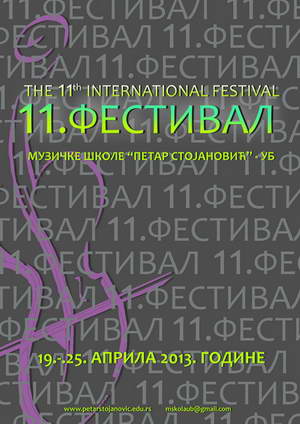 THE 11th INTERNATIONAL FESTIVAL
11.ФЕСТИВАЛ
МУЗИЧКЕ ШКОЛЕ “ПЕТАР СТОЈАНОВИЋ” - УБ
19.-25. АПРИЛА 2013. ГОДИНЕ
www.petarstojanovic.edu.rs mskolaub@gmail.com